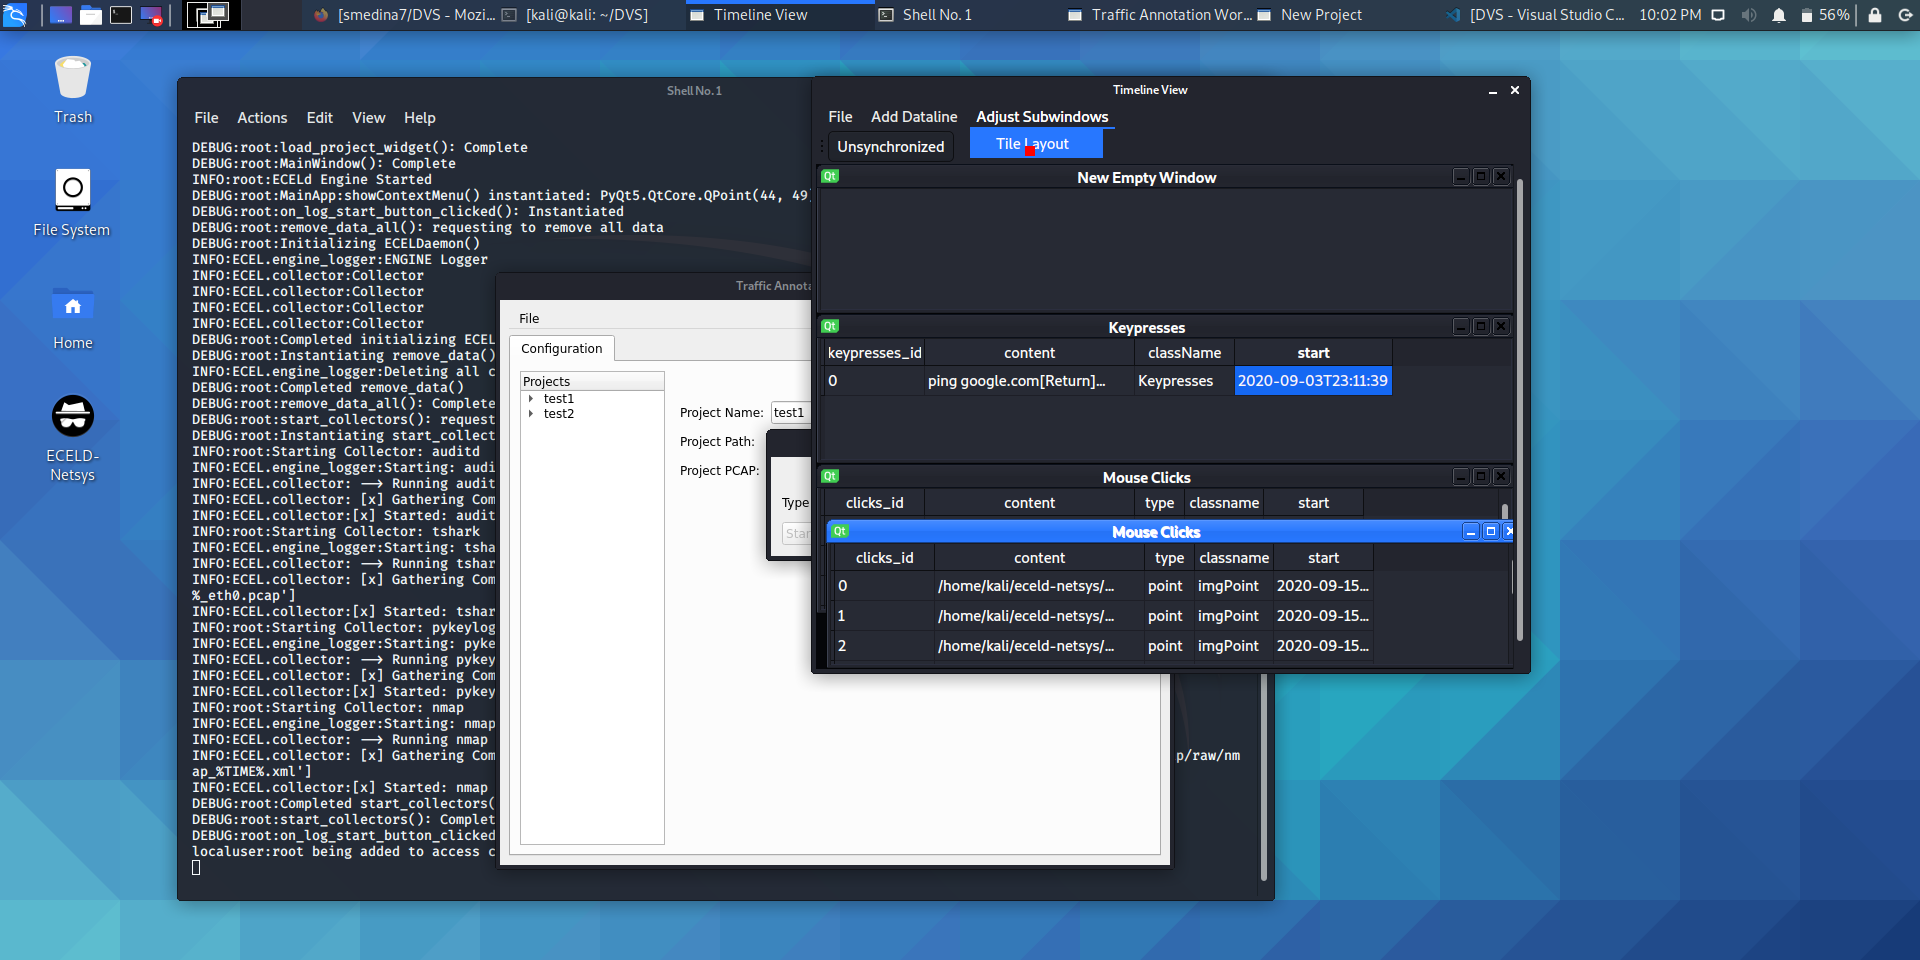 [smedina7/DVS - Mozi...
[kali@kali: ~/DVS]
Timeline View
Shell No. 1
Traffic Annotation Wor...
New Project
[DVS - Visual Studio C...
10:02 PM
56%
Trash
File System
Home
ECELD-
Netsys
Shell No. 1
File Actions Edit View Help
DEBUG:root:load_project_widget(): Complete
DEBUG:root:MainWindow(): Complete
INFO:root:ECELd Engine Started
DEBUG:root:MainApp:showContextMenu() instantiated: PyQt5.QtCore.QPoint(44, 49)
DEBUG:root:on_log_start_button_clicked(): Instantiated
DEBUG:root:remove_data_all(): requesting to remove all data
DEBUG:root:Initializing ECELDaemon()
INFO:ECEL.engine_logger:ENGINE Logger
INFO:ECEL.collector:Collector
INFO:ECEL.collector:Collector
INFO:ECEL.collector:Collector
INFO:ECEL.collector:Collector
DEBUG:root:Completed initializing ECEL
DEBUG:root:Instantiating remove_data()
INFO:ECEL.engine_logger:Deleting all c
DEBUG:root:Completed remove_data()
DEBUG:root:remove_data_all(): Complete
DEBUG:root:start_collectors(): request
DEBUG:root:Instantiating start_collect
INFO:root:Starting Collector: auditd
INFO:ECEL.engine_logger:Starting: audi
INFO:ECEL.collector: —> Running audit
INFO:ECEL.collector: [x] Gathering Com
INFO:ECEL.collector:[x] Started: audit
INFO:root:Starting Collector: tshark
INFO:ECEL.engine_logger:Starting: tsha
INFO:ECEL.collector: —> Running tshar
INFO:ECEL.collector: [x] Gathering Com
%_eth0.pcap']
INFO:ECEL.collector:[x] Started: tshar
INFO:root:Starting Collector: pykeylog
INFO:ECEL.engine_logger:Starting: pyke
INFO:ECEL.collector: —> Running pykey
INFO:ECEL.collector: [x] Gathering Com
INFO:ECEL.collector:[x] Started: pykey
INFO:root:Starting Collector: nmap
INFO:ECEL.engine_logger:Starting: nmap
INFO:ECEL.collector: —> Running nmap
INFO:ECEL.collector: [x] Gathering Com p/raw/nm
ap_%TIME%.xml']
INFO:ECEL.collector:[x] Started: nmap
DEBUG:root:Completed start_collectors(
DEBUG:root:start_collectors(): Complet
DEBUG:root:on_log_start_button_clicked
localuser:root being added to access c
Traffic Annota
File
Configuration
Projects
test1
test2
Project Name: test1
Project Path:
Project PCAP:
Type
Star
Timeline View
File Add Dataline Adjust Subwindows
Unsynchronized
Tile Layout
Qt New Empty Window
Qt Keypresses
keypresses_id content className start
0 ping google.com[Return]... Keypresses 2020-09-03T23:11:39
Qt Mouse Clicks
clicks_id content type classname start
Qt Mouse Clicks
clicks_id content type classname start
0 /home/kali/eceld-netsys/... point imgPoint 2020-09-15...
1 /home/kali/eceld-netsys/... point imgPoint 2020-09-15...
2 /home/kali/eceld-netsys/... point imgPoint 2020-09-15...